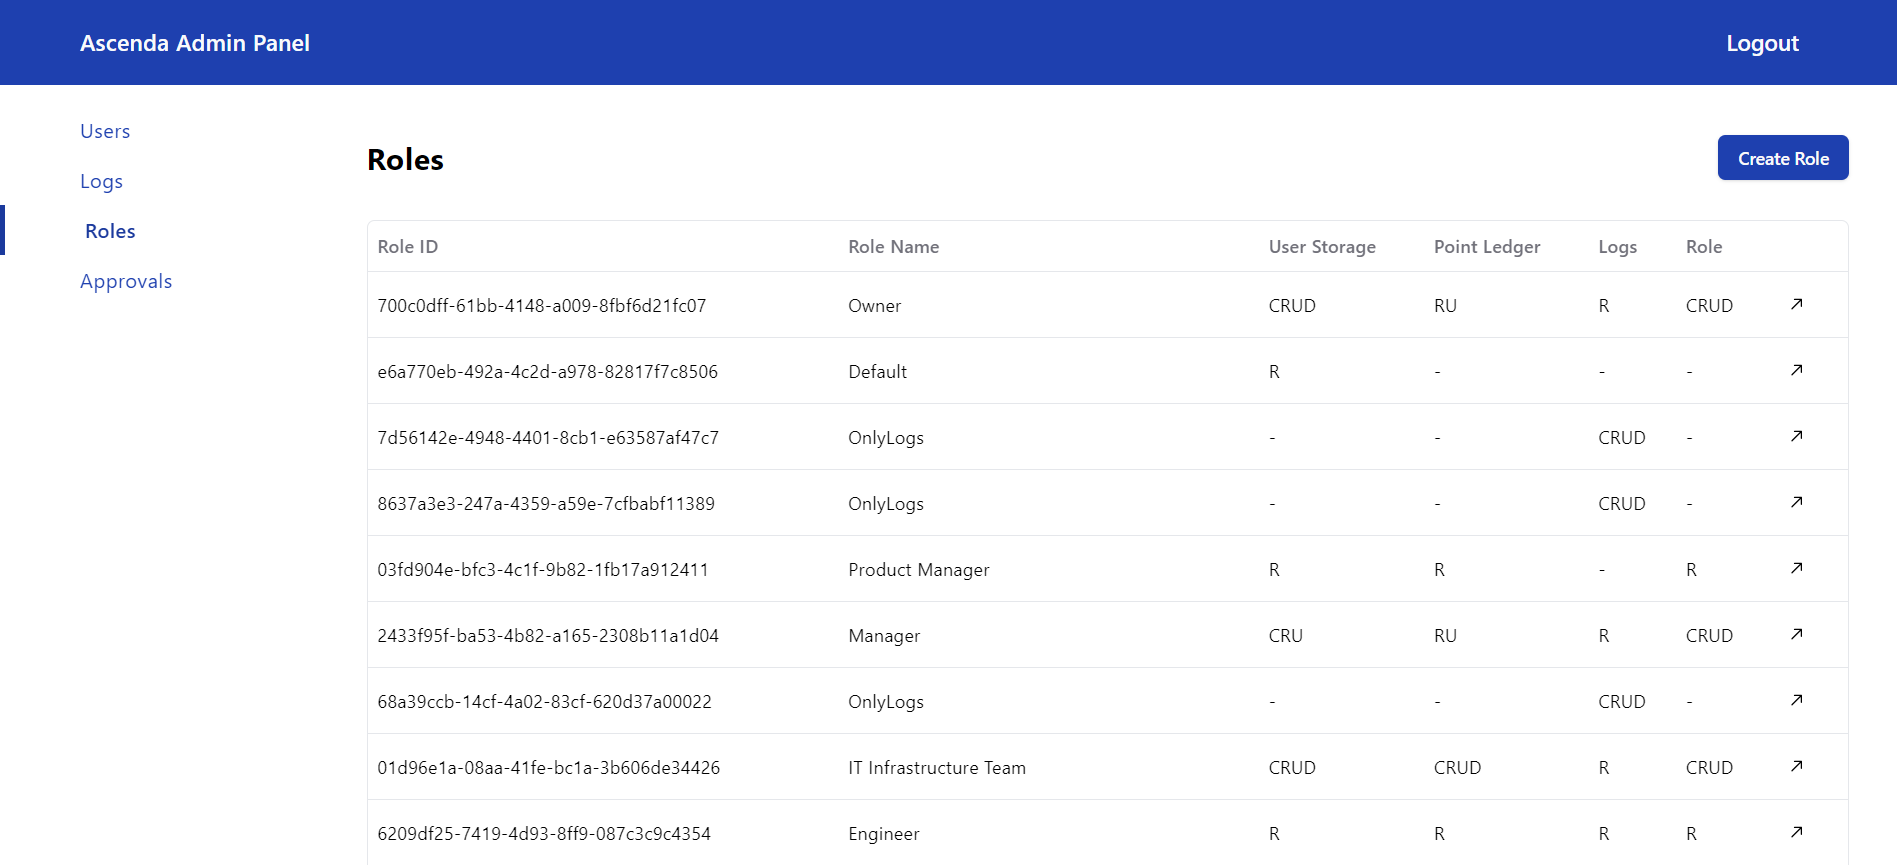 Ascenda Admin Panel Logout
Users
Logs
Roles
Approvals
Roles Create Role
Role ID Role Name User Storage Point Ledger Logs Role
700c0dff-61bb-4148-a009-8fbf6d21fc07 Owner CRUD RU R CRUD
e6a770eb-492a-4c2d-a978-82817f7c8506 Default R - - -
7d56142e-4948-4401-8cb1-e63587af47c7 OnlyLogs - - CRUD -
8637a3e3-247a-4359-a59e-7cfbabf11389 OnlyLogs - - CRUD -
03fd904e-bfc3-4c1f-9b82-1fb17a912411 Product Manager R R - R
2433f95f-ba53-4b82-a165-2308b11a1d04 Manager CRU RU R CRUD
68a39ccb-14cf-4a02-83cf-620d37a00022 OnlyLogs - - CRUD -
01d96e1a-08aa-41fe-bc1a-3b606de34426 IT Infrastructure Team CRUD CRUD R CRUD
6209df25-7419-4d93-8ff9-087c3c9c4354 Engineer R R R R